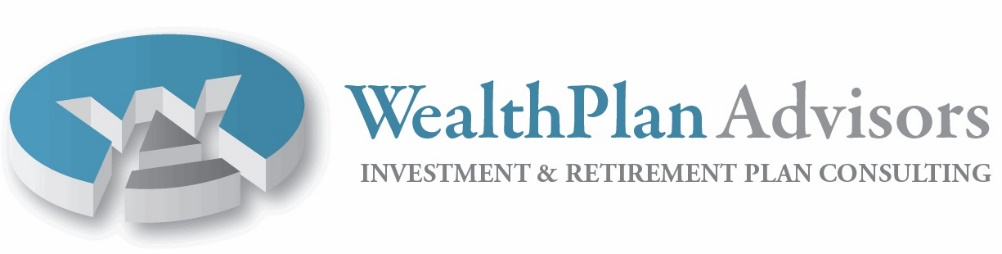 WealthPlan Advisors
INVESTMENT & RETIREMENT PLAN CONSULTING